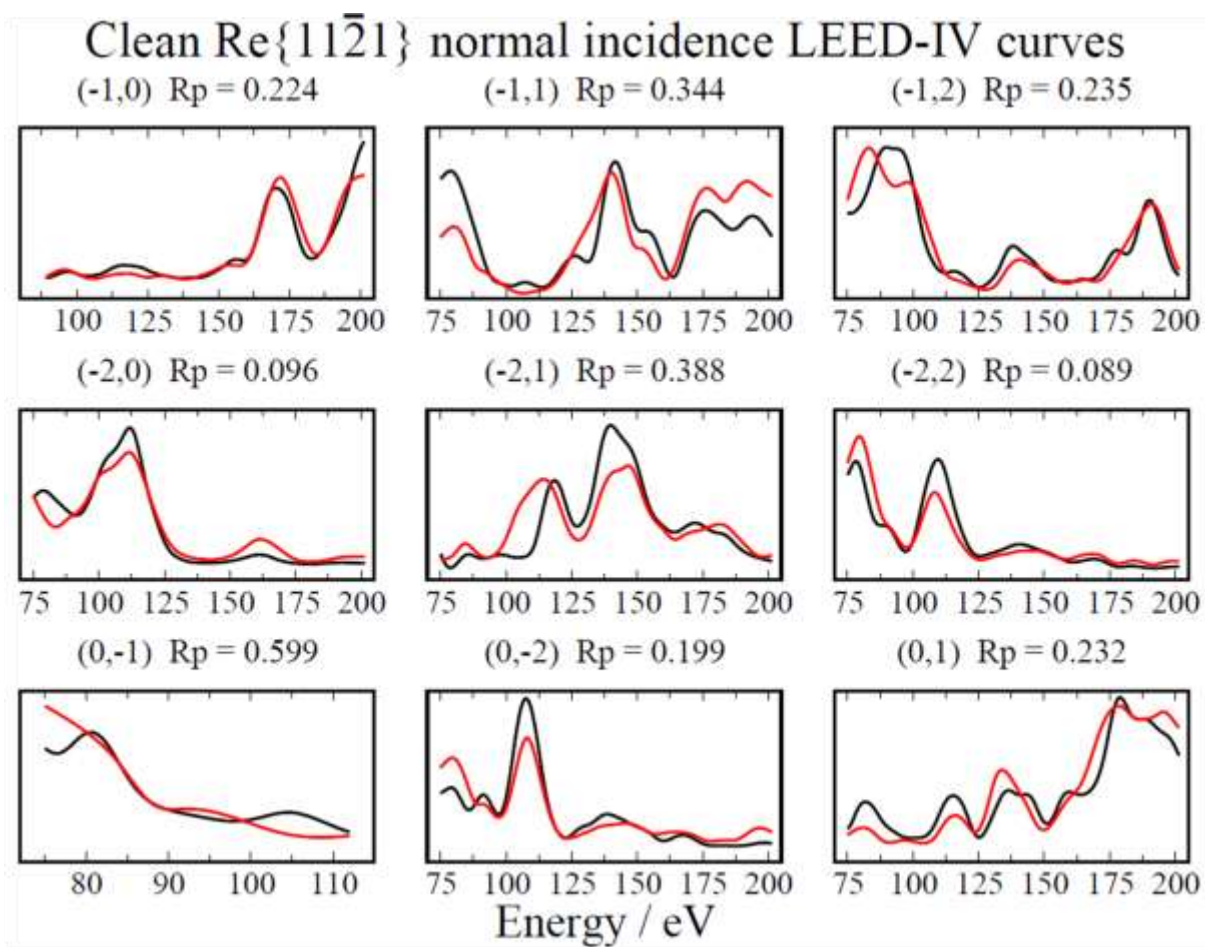 Clean Re{112̄1} normal incidence LEED-IV curves
(-1,0) Rp = 0.224 (-1,1) Rp = 0.344 (-1,2) Rp = 0.235
100 125 150 175 200 75 100 125 150 175 200 75 100 125 150 175 200
(-2,0) Rp = 0.096 (-2,1) Rp = 0.388 (-2,2) Rp = 0.089
75 100 125 150 175 200 75 100 125 150 175 200 75 100 125 150 175 200
(0,-1) Rp = 0.599 (0,-2) Rp = 0.199 (0,1) Rp = 0.232
80 90 100 110 75 100 125 150 175 200 75 100 125 150 175 200
Energy / eV